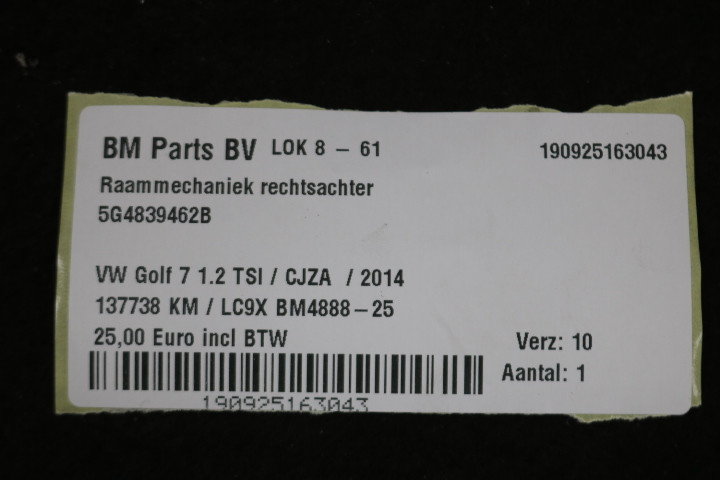 BM Parts BV LOK 8 – 61 190925163043
Raammechaniek rechtsachter
5G4839462B
VW Golf 7 1.2 TSI / CJZA / 2014
137738 KM / LC9X BM4888–25
25,00 Euro incl BTW Verz: 10
Aantal: 1
190925163043